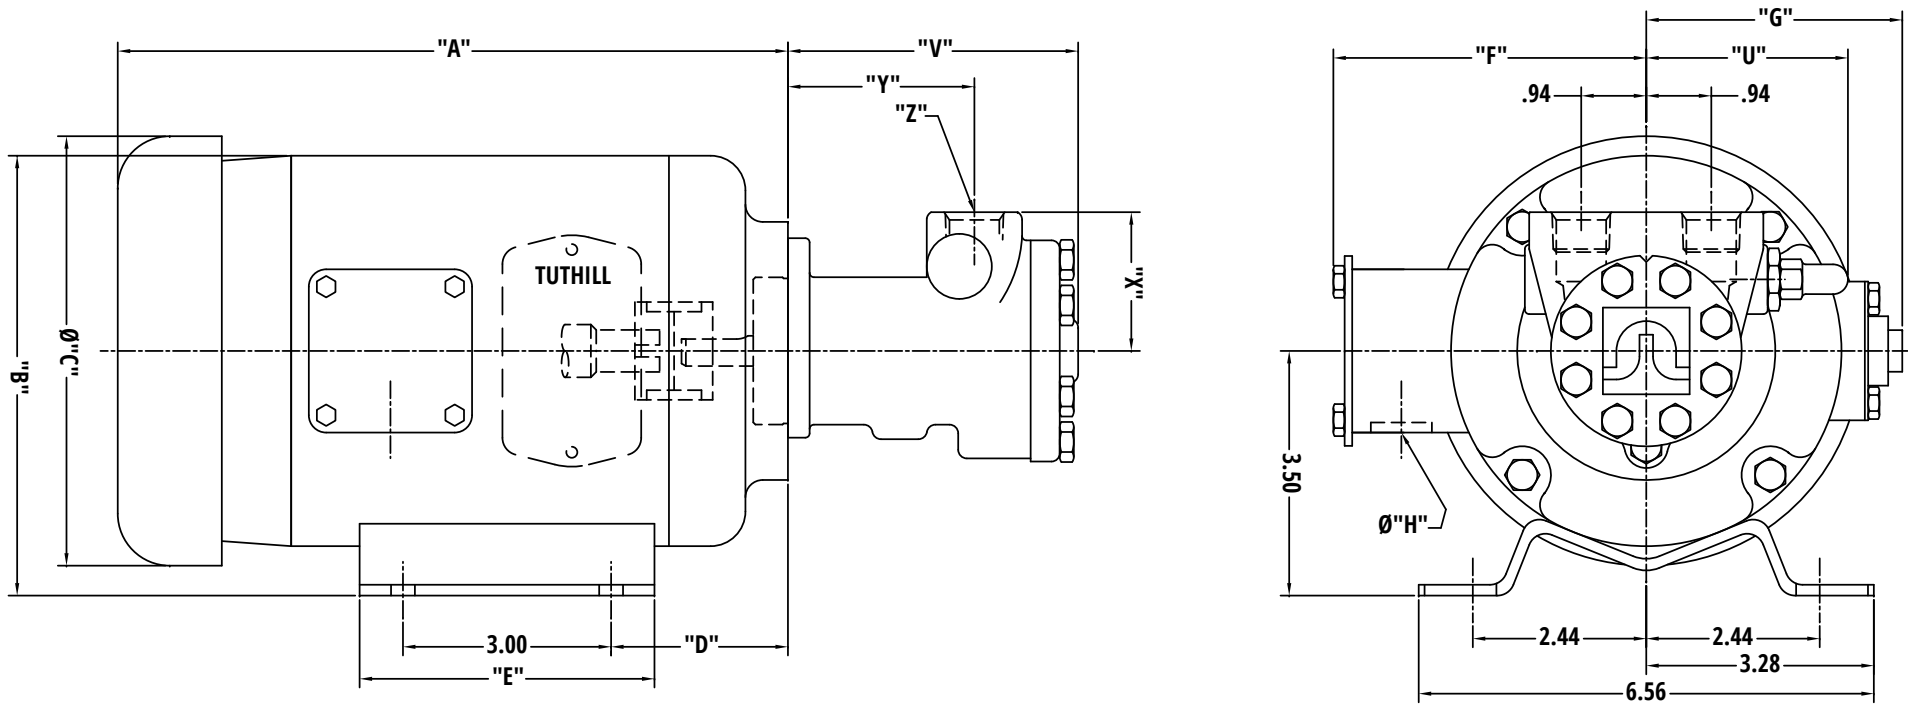 "G"
"A"
"V"
"F"
"U"
"Y"
.94
.94
"Z"
TUTHILL
"X"
Ø"C"
"B"
3.50
Ø"H"
3.00
"D"
2.44
2.44
3.28
"E"
6.56